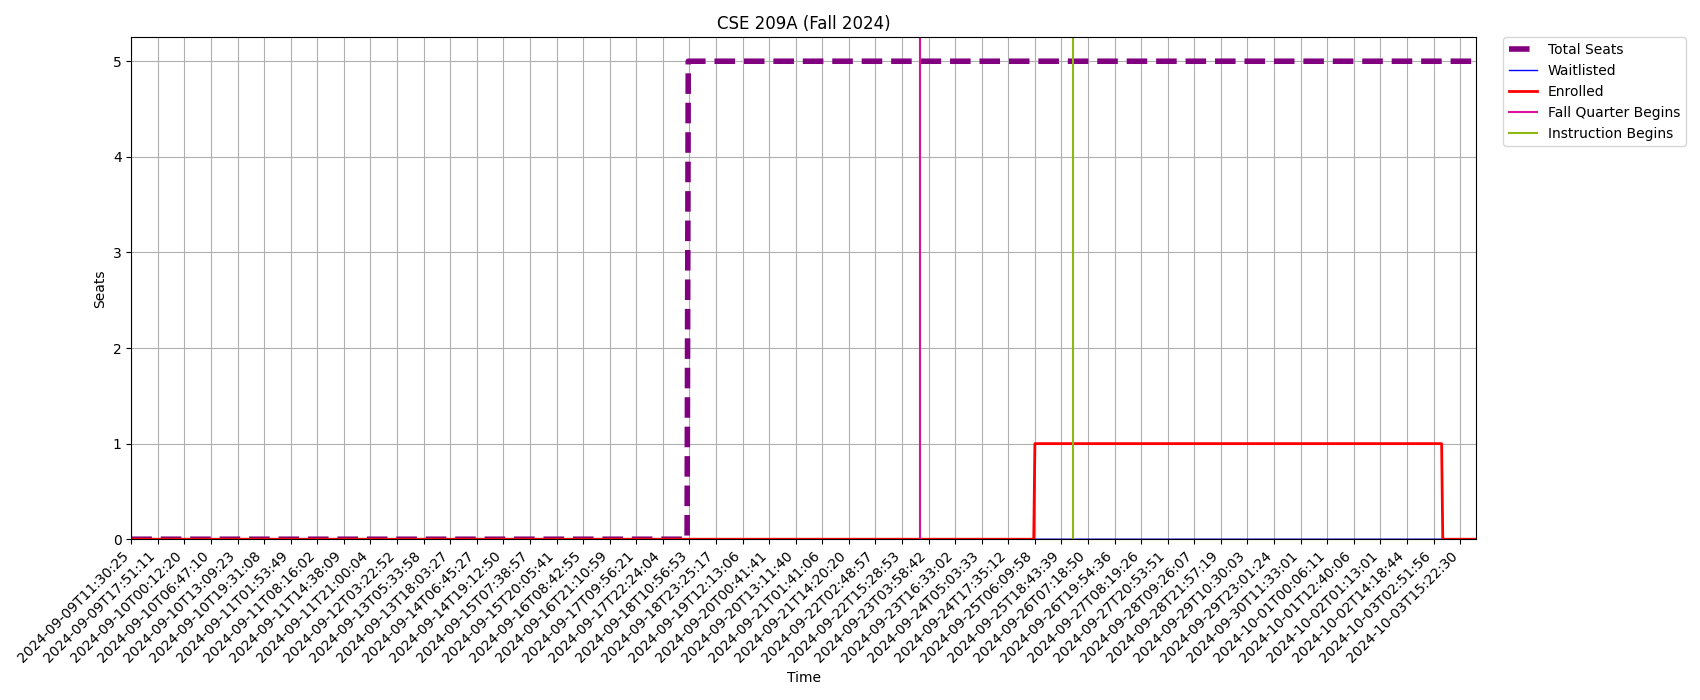 CSE 209A (Fall 2024)
Total Seats
Waitlisted
Enrolled
Fall Quarter Begins
Instruction Begins
5
4
3
2
1
0
Seats
2024-09-09T11:30:25
2024-09-09T17:51:11
2024-09-10T00:12:20
2024-09-10T06:47:10
2024-09-10T13:09:23
2024-09-10T19:31:08
2024-09-11T01:53:49
2024-09-11T08:16:02
2024-09-11T14:38:09
2024-09-11T21:00:04
2024-09-12T03:22:52
2024-09-13T05:33:58
2024-09-13T18:03:27
2024-09-14T06:45:27
2024-09-14T19:12:50
2024-09-15T07:38:57
2024-09-15T20:05:41
2024-09-16T08:42:55
2024-09-16T21:10:59
2024-09-17T09:56:21
2024-09-17T22:24:04
2024-09-18T10:56:53
2024-09-18T23:25:17
2024-09-19T12:13:06
2024-09-20T00:41:41
2024-09-20T13:11:40
2024-09-21T01:41:06
2024-09-21T14:20:20
2024-09-22T02:48:57
2024-09-22T15:28:53
2024-09-23T03:58:42
2024-09-23T16:33:02
2024-09-24T05:03:33
2024-09-24T17:35:12
2024-09-25T06:09:58
2024-09-25T18:43:39
2024-09-26T07:18:50
2024-09-26T19:54:36
2024-09-27T08:19:26
2024-09-27T20:53:51
2024-09-28T09:26:07
2024-09-28T21:57:19
2024-09-29T10:30:03
2024-09-29T23:01:24
2024-09-30T11:33:01
2024-10-01T00:06:11
2024-10-01T12:40:06
2024-10-02T01:13:01
2024-10-02T14:18:44
2024-10-03T02:51:56
2024-10-03T15:22:30
Time